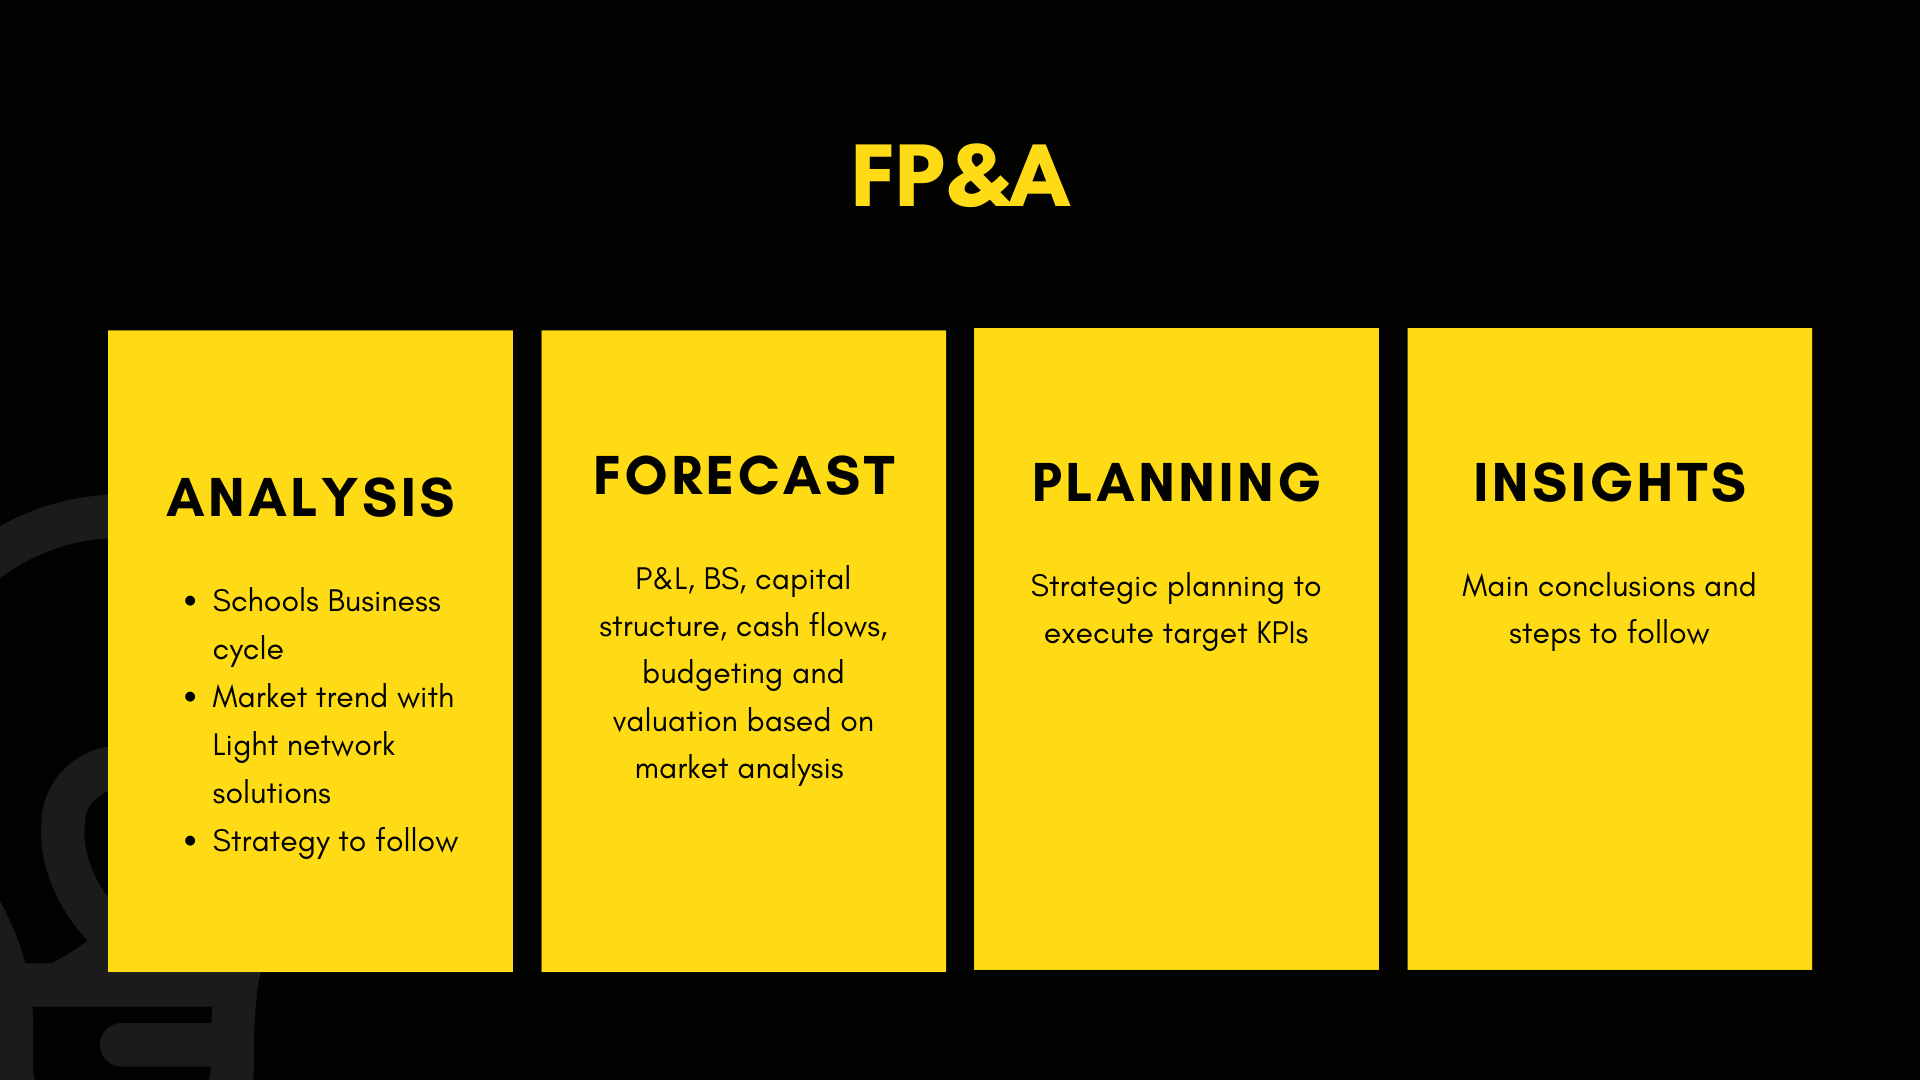 FP&A
ANALYSIS
• Schools Business
cycle
• Market trend with
Light network
solutions
• Strategy to follow
FORECAST
P&L, BS, capital
structure, cash flows,
budgeting and
valuation based on
market analysis
PLANNING
Strategic planning to
execute target KPIs
INSIGHTS
Main conclusions and
steps to follow